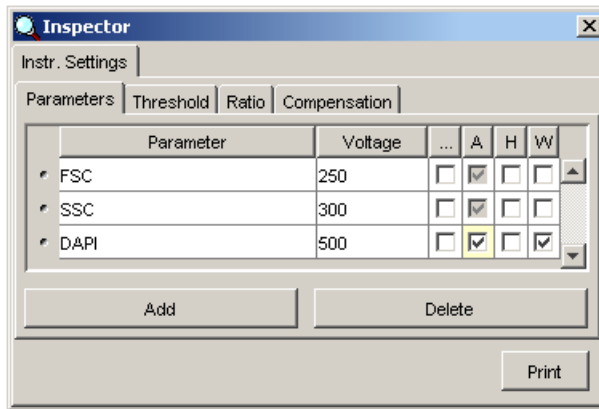 Inspector
Instr. Settings
Parameters Threshold Ratio Compensation
Parameter Voltage ... A H W
FSC 250
SSC 300
DAPI 500
Add Delete
Print